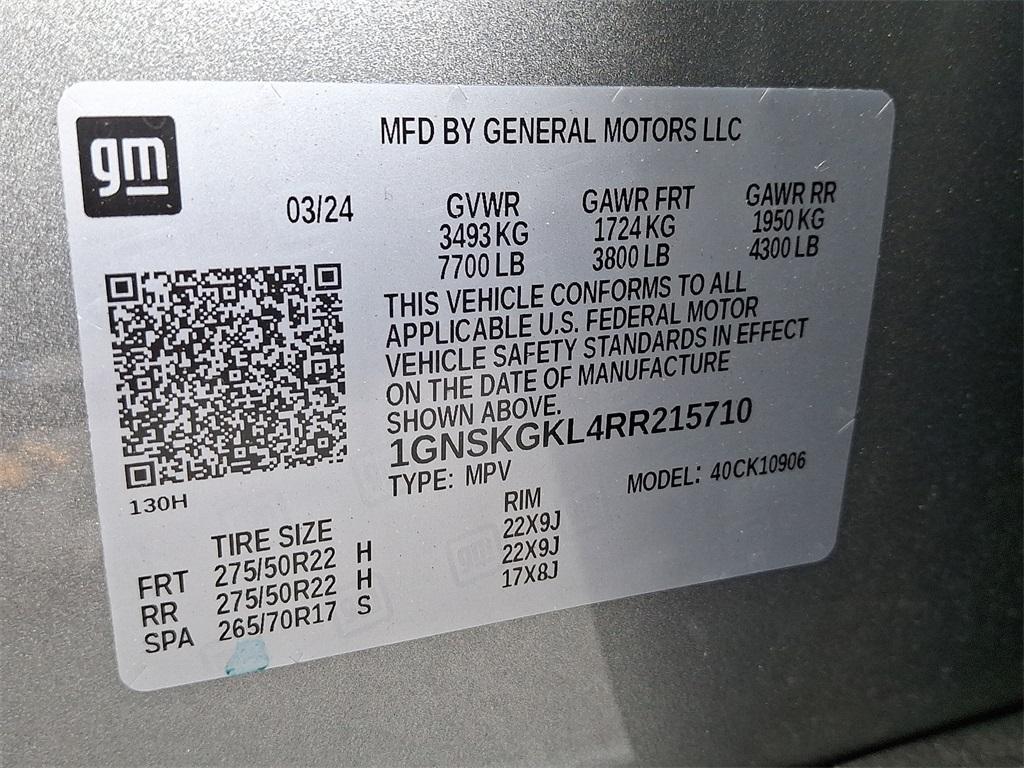 gm
MFD BY GENERAL MOTORS LLC
03/24 GVWR GAWR FRT GAWR RR
3493 KG 1724 KG 1950 KG
7700 LB 3800 LB 4300 LB
THIS VEHICLE CONFORMS TO ALL
APPLICABLE U.S. FEDERAL MOTOR
VEHICLE SAFETY STANDARDS IN EFFECT
ON THE DATE OF MANUFACTURE
SHOWN ABOVE.
1GNSKGKL4RR215710
TYPE: MPV MODEL: 40CK10906
130H
TIRE SIZE RIM
FRT 275/50R22 H 22X9J
RR 275/50R22 H 22X9J
SPA 265/70R17 S 17X8J